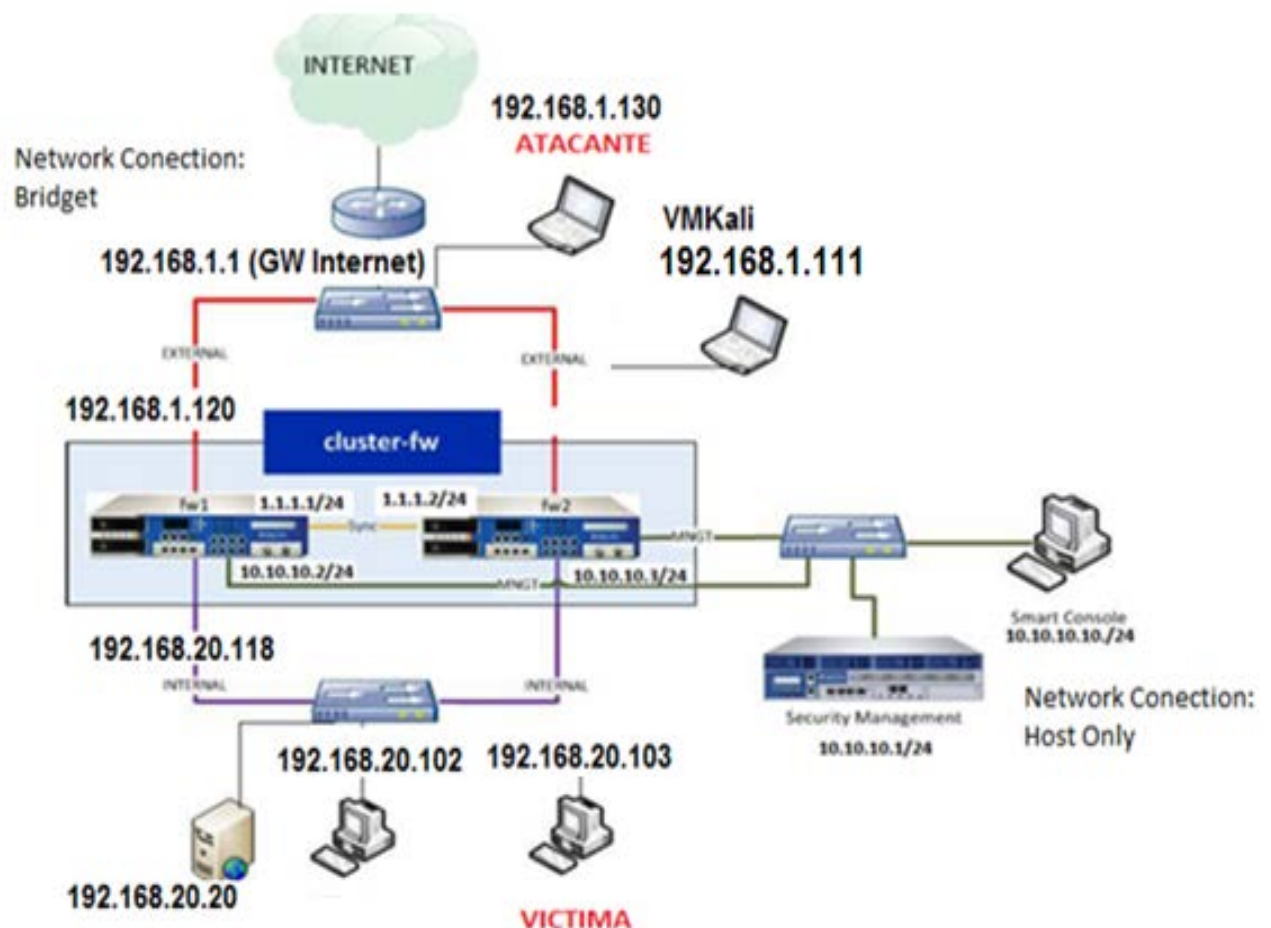 INTERNET
192.168.1.130
ATACANTE
Network Conection:
Bridget
VMKali
192.168.1.111
192.168.1.1 (GW Internet)
EXTERNAL
EXTERNAL
192.168.1.120
cluster-fw
fw1
1.1.1.1/24
Sync
1.1.1.2/24
fw2
MNGT
10.10.10.2/24
MNGT
10.10.10.3/24
Smart Console
10.10.10.10./24
192.168.20.118
INTERNAL
INTERNAL
Security Management
10.10.10.1/24
Network Conection:
Host Only
192.168.20.102
192.168.20.103
192.168.20.20
VICTIMA